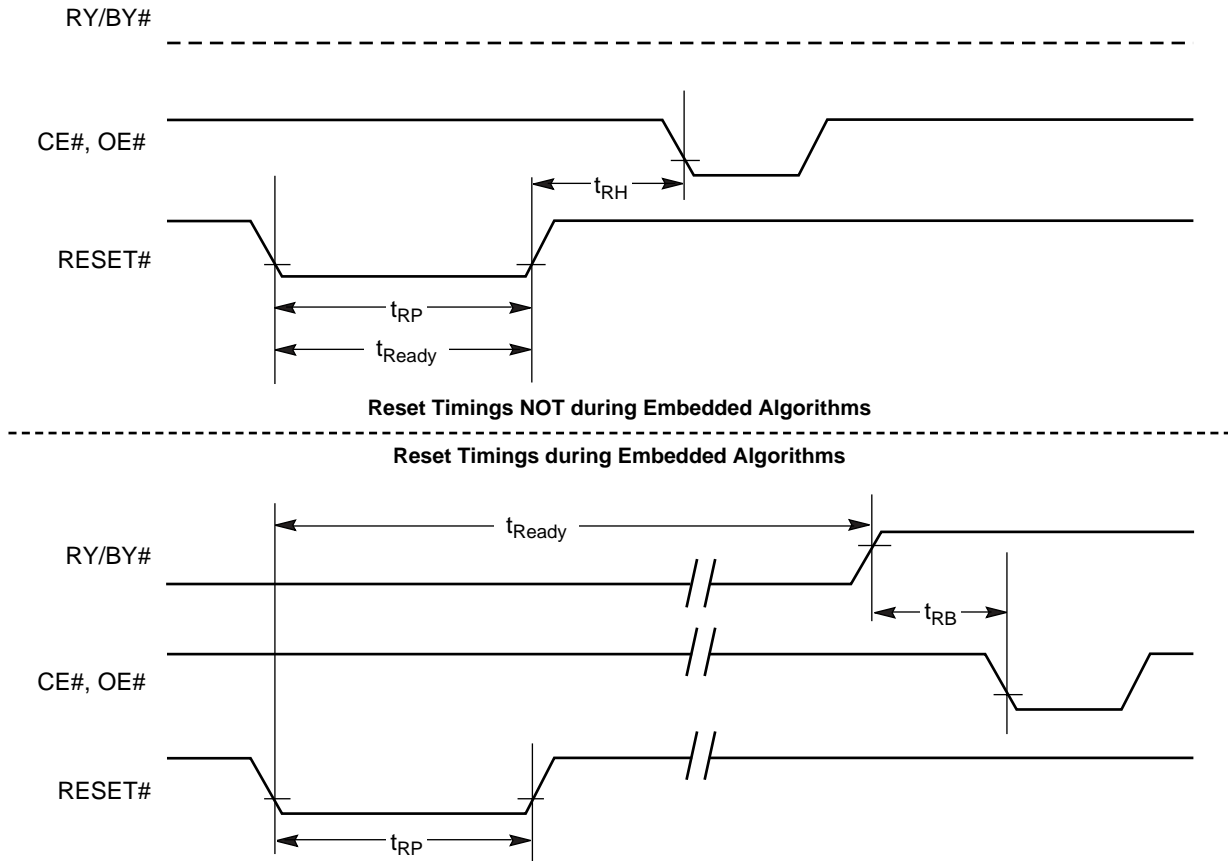 RY/BY#
CE#, OE#
tRH
RESET#
tRP
tReady
Reset Timings NOT during Embedded Algorithms
Reset Timings during Embedded Algorithms
tReady
RY/BY#
tRB
CE#, OE#
RESET#
tRP